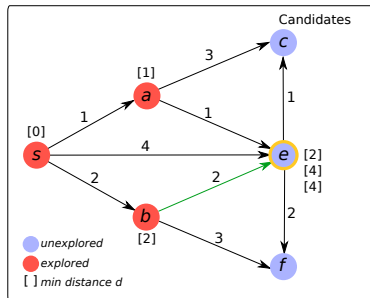 Candidates
c
3
[1]
a
1
1
1
[0]
s
4
e
[2]
[4]
[4]
2
2
2
b
[2]
3
f
unexplored
explored
[ ] min distance d